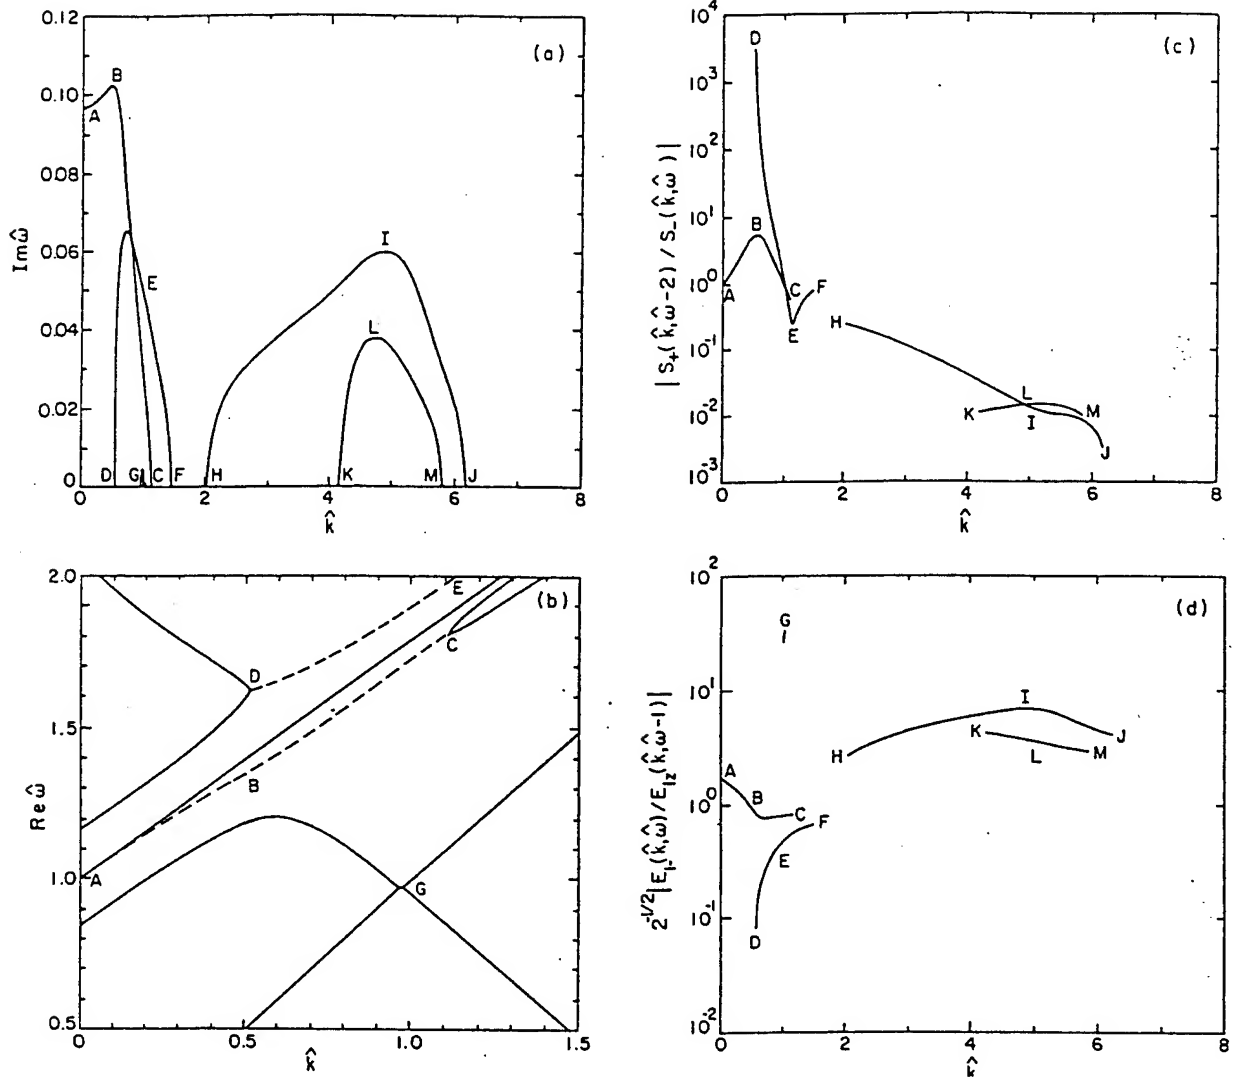 (a)
Im ω̂
0.12
0.10
0.08
0.06
0.04
0.02
0
A
B
E
I
L
D G C F H K M J
0 2 4 6 8
k̂
(b)
Re ω̂
2.0
1.5
1.0
0.5
D
E
C
B
A
G
0.5 1.0 1.5
k̂
(c)
| S₊(k̂,ω̂-2) / S₋(k̂,ω̂) |
10⁴
10³
10²
10¹
10⁰
10⁻¹
10⁻²
10⁻³
D
B
A
C F
E
H
L
K M
I
J
0 2 4 6 8
k̂
(d)
2^-1/2 |E₁₋(k̂,ω̂)/E₁z(k̂,ω̂-1)|
10²
10¹
10⁰
10⁻¹
10⁻²
G
I
K J
H L M
A
B C F
E
D
0 2 4 6 8
k̂